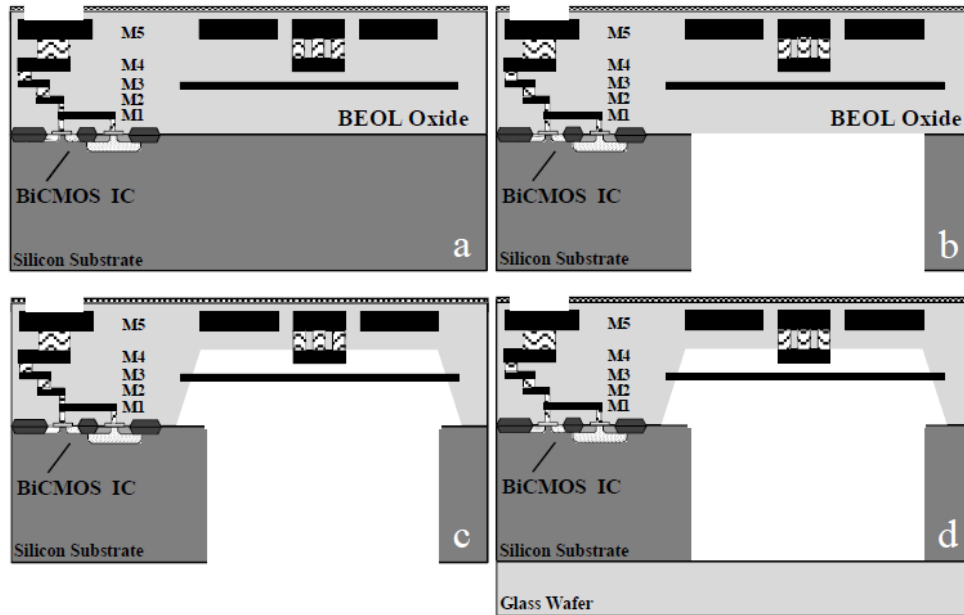 M5
M4
M3
M2
M1
BEOL Oxide
BiCMOS IC
Silicon Substrate
a
M5
M4
M3
M2
M1
BEOL Oxide
BiCMOS IC
Silicon Substrate
b
M5
M4
M3
M2
M1
BiCMOS IC
Silicon Substrate
c
M5
M4
M3
M2
M1
BiCMOS IC
Silicon Substrate
d
Glass Wafer